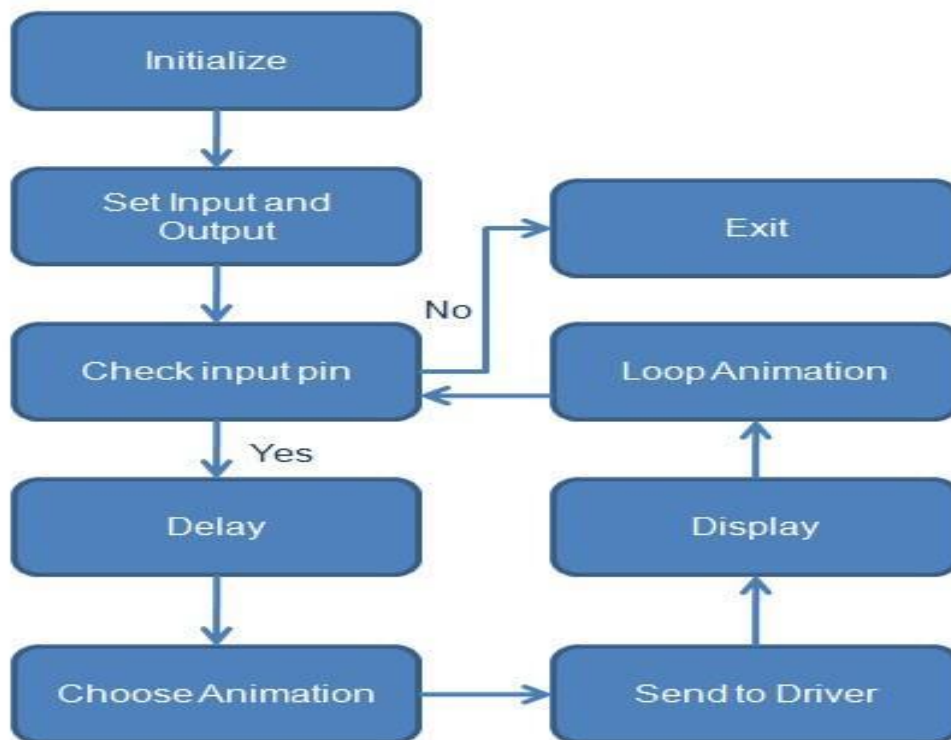 Initialize
Set Input and
Output
Exit
No
Check input pin
Loop Animation
Yes
Delay
Display
Choose Animation
Send to Driver